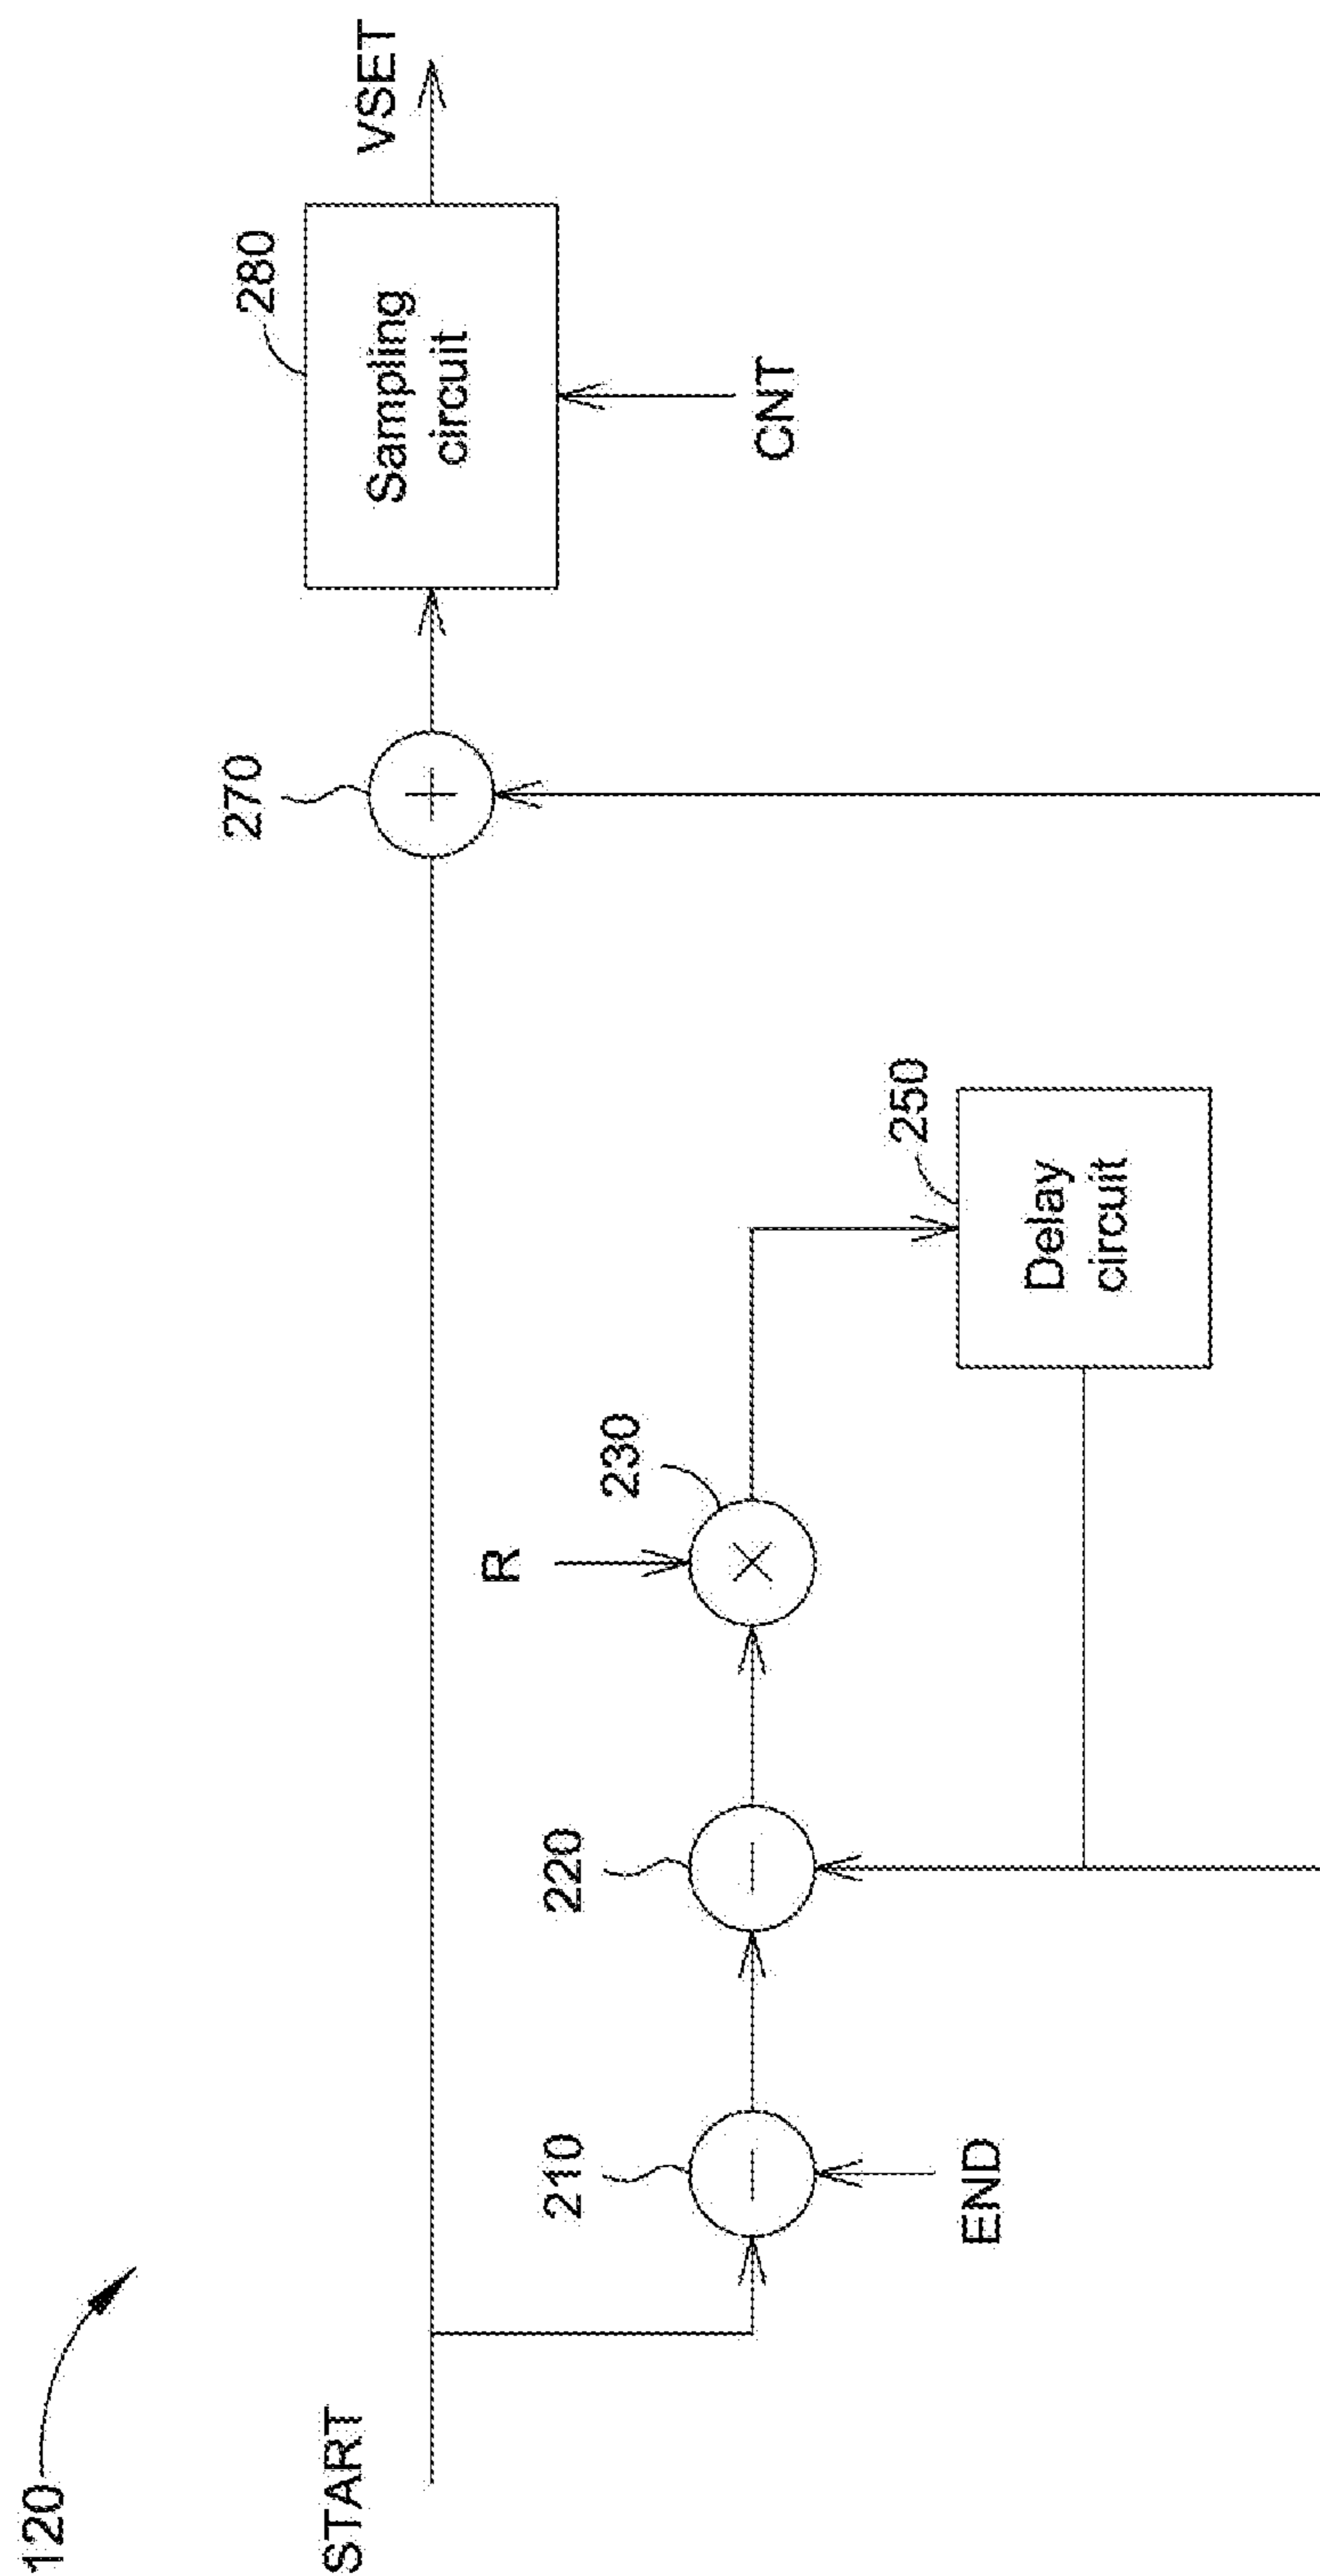 120
START
270
280
VSET
Sampling
circuit
CNT
210
220
230
R
END
250
Delay
circuit
+
−
−
×